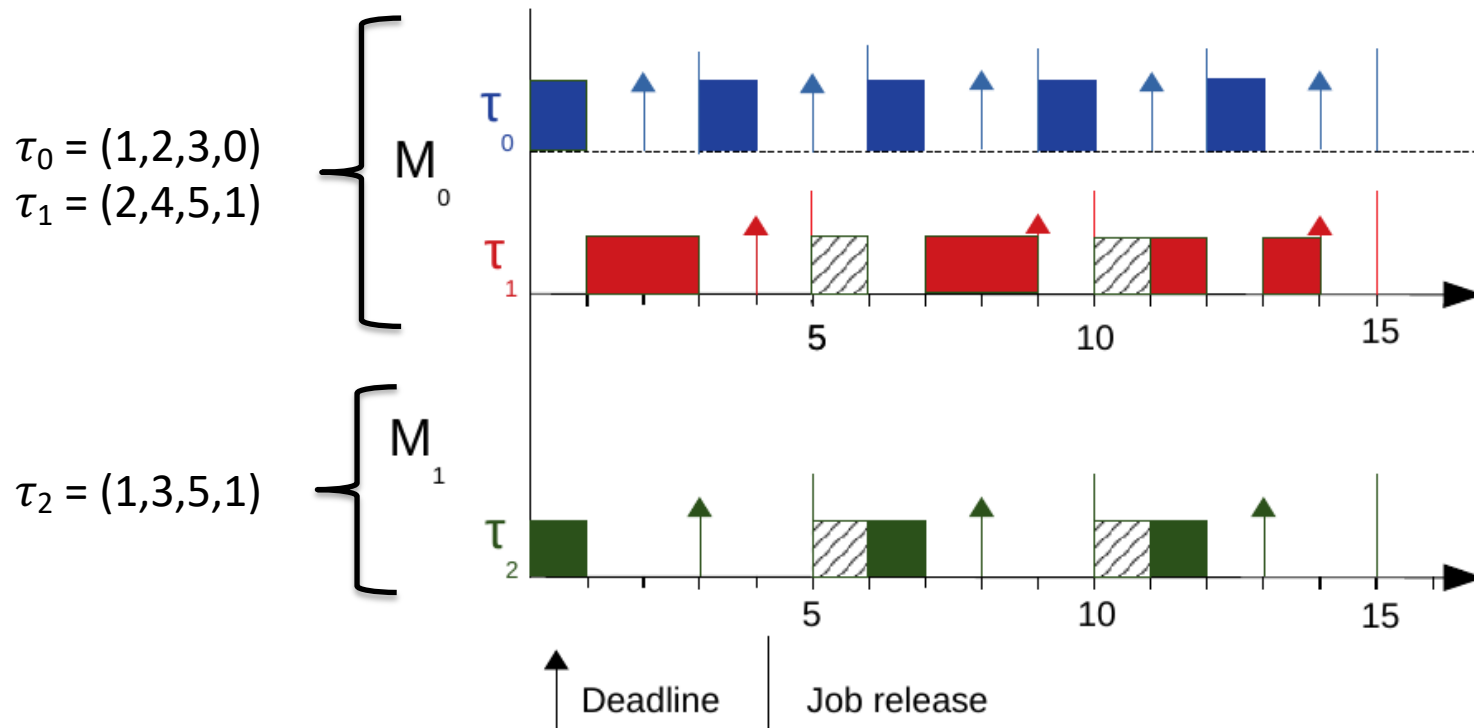 τ₀ = (1,2,3,0)
τ₁ = (2,4,5,1)
M₀
τ₀
τ₁
5 10 15
τ₂ = (1,3,5,1)
M₁
τ₂
5 10 15
Deadline Job release